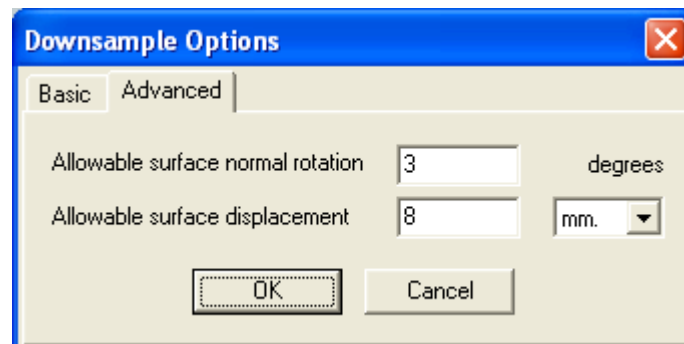 Downsample Options
Basic Advanced
Allowable surface normal rotation 3 degrees
Allowable surface displacement 8 mm.
OK Cancel